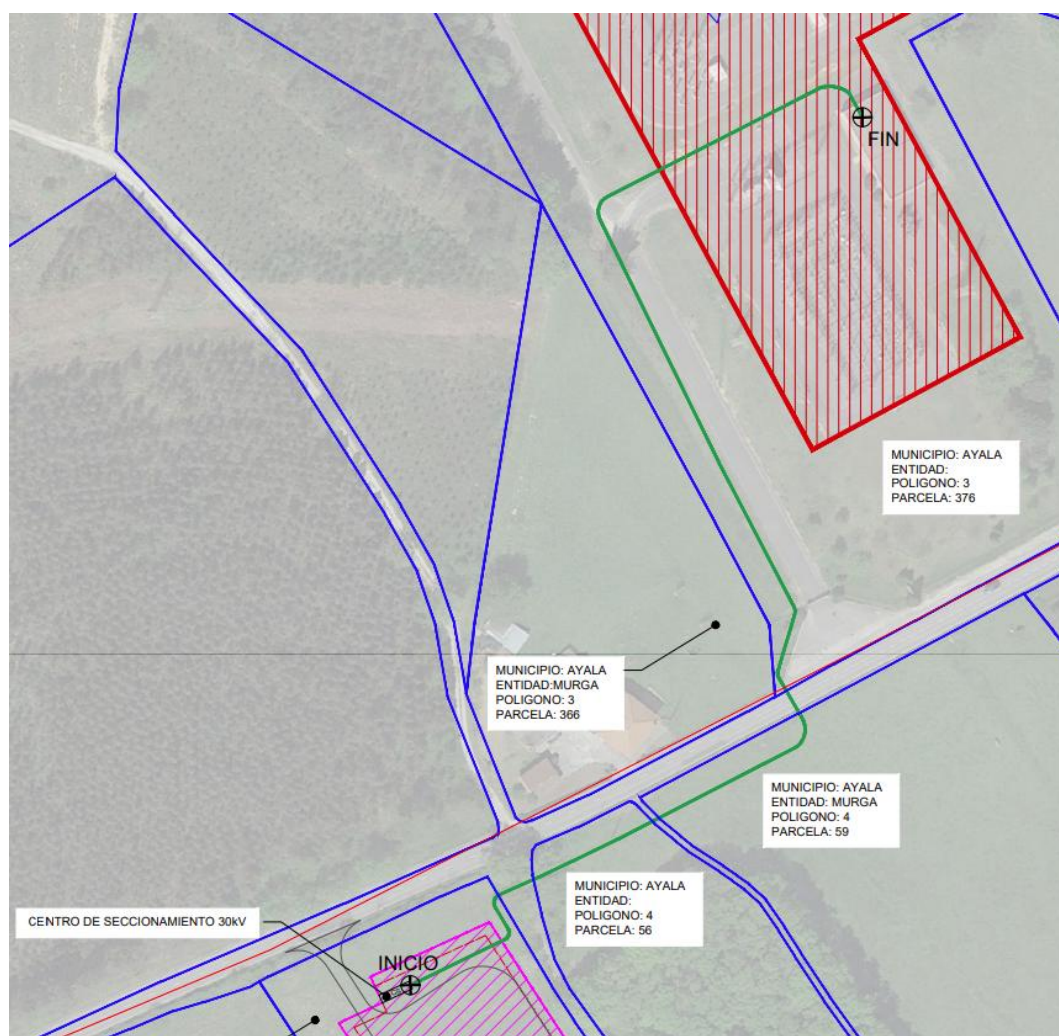 FIN
MUNICIPIO: AYALA
ENTIDAD:
POLIGONO: 3
PARCELA: 376
MUNICIPIO: AYALA
ENTIDAD:MURGA
POLIGONO: 3
PARCELA: 366
MUNICIPIO: AYALA
ENTIDAD: MURGA
POLIGONO: 4
PARCELA: 59
MUNICIPIO: AYALA
ENTIDAD:
POLIGONO: 4
PARCELA: 56
CENTRO DE SECCIONAMIENTO 30kV
INICIO